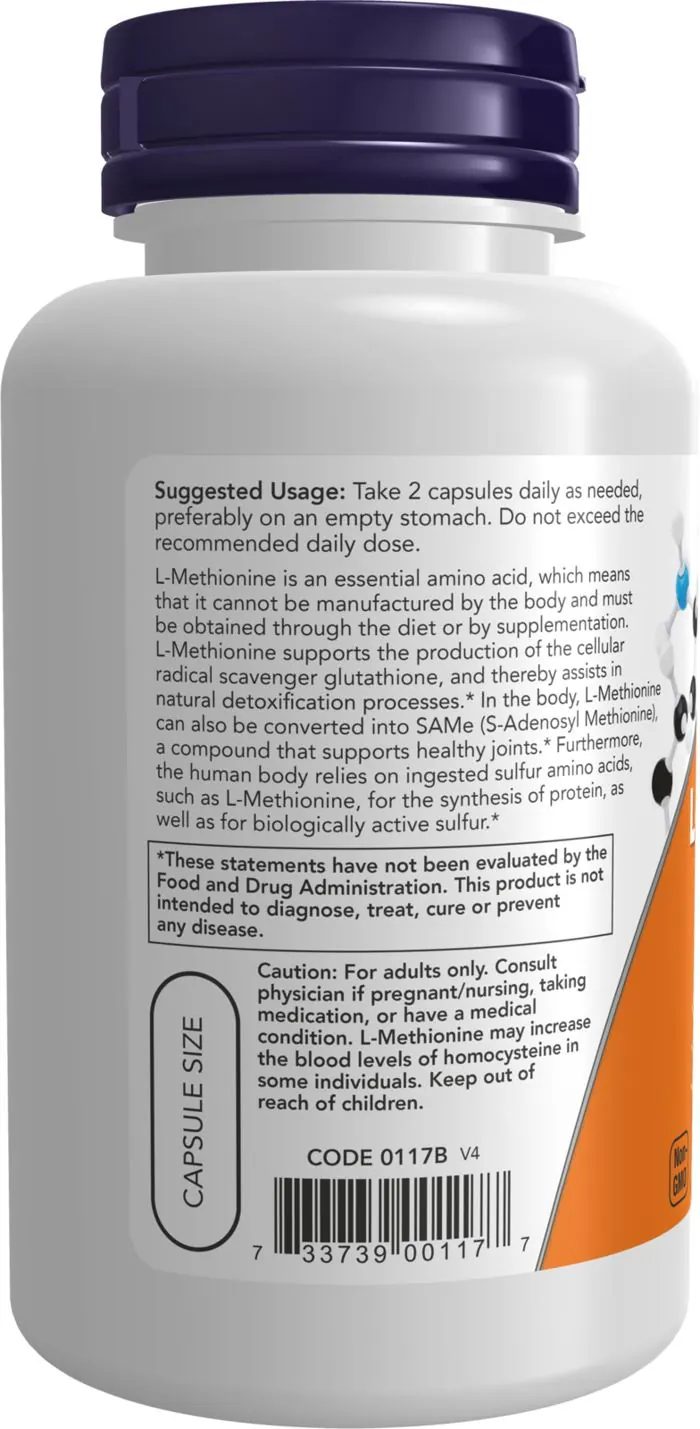 Suggested Usage: Take 2 capsules daily as needed,
preferably on an empty stomach. Do not exceed the
recommended daily dose.
L-Methionine is an essential amino acid, which means
that it cannot be manufactured by the body and must
be obtained through the diet or by supplementation.
L-Methionine supports the production of the cellular
radical scavenger glutathione, and thereby assists in
natural detoxification processes.* In the body, L-Methionine
can also be converted into SAMe (S-Adenosyl Methionine),
a compound that supports healthy joints.* Furthermore,
the human body relies on ingested sulfur amino acids,
such as L-Methionine, for the synthesis of protein, as
well as for biologically active sulfur.*
*These statements have not been evaluated by the
Food and Drug Administration. This product is not
intended to diagnose, treat, cure or prevent
any disease.
CAPSULE SIZE
Caution: For adults only. Consult
physician if pregnant/nursing, taking
medication, or have a medical
condition. L-Methionine may increase
the blood levels of homocysteine in
some individuals. Keep out of
reach of children.
CODE 0117B V4
7 33739 00117 7
Non-
GMO
L